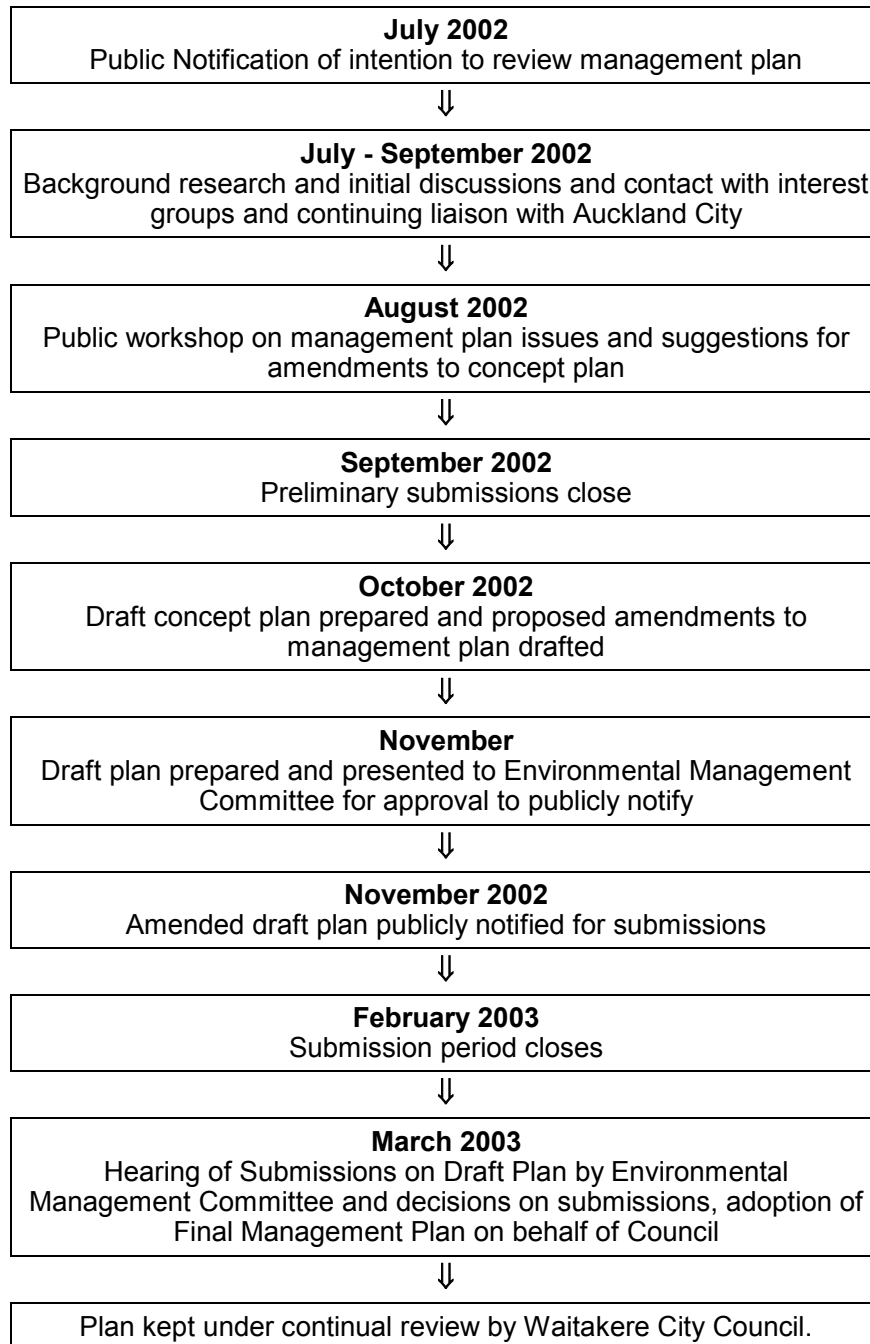 July 2002
Public Notification of intention to review management plan
⇓
July - September 2002
Background research and initial discussions and contact with interest
groups and continuing liaison with Auckland City
⇓
August 2002
Public workshop on management plan issues and suggestions for
amendments to concept plan
⇓
September 2002
Preliminary submissions close
⇓
October 2002
Draft concept plan prepared and proposed amendments to
management plan drafted
⇓
November
Draft plan prepared and presented to Environmental Management
Committee for approval to publicly notify
⇓
November 2002
Amended draft plan publicly notified for submissions
⇓
February 2003
Submission period closes
⇓
March 2003
Hearing of Submissions on Draft Plan by Environmental
Management Committee and decisions on submissions, adoption of
Final Management Plan on behalf of Council
⇓
Plan kept under continual review by Waitakere City Council.